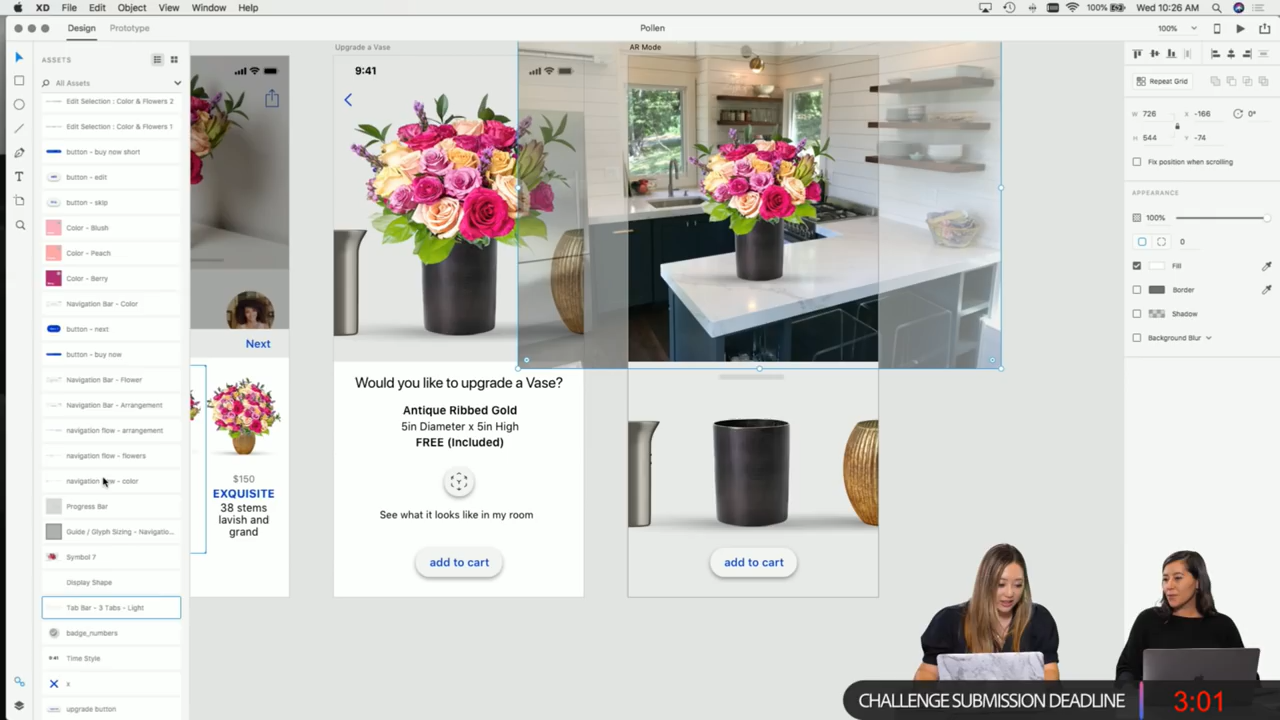 XD File Edit Object View Window Help
100% Wed 10:26 AM
Design Prototype
Pollen
100%
ASSETS
All Assets
Edit Selection : Color & Flowers 2
Edit Selection : Color & Flowers 1
button - buy now short
button - edit
button - skip
Color - Blush
Color - Peach
Color - Berry
Navigation Bar - Color
button - next
button - buy now
Navigation Bar - Flower
Navigation Bar - Arrangement
navigation flow - arrangement
navigation flow - flowers
navigation flow - color
Progress Bar
Guide / Glyph Sizing - Navigatio...
Symbol 7
Display Shape
Tab Bar - 3 Tabs - Light
badge_numbers
9:41 Time Style
x
upgrade button
Next
$150
EXQUISITE
38 stems
lavish and
grand
Upgrade a Vase
9:41
Would you like to upgrade a Vase?
Antique Ribbed Gold
5in Diameter x 5in High
FREE (Included)
See what it looks like in my room
add to cart
AR Mode
add to cart
Repeat Grid
W 726 X -166 0°
H 544 Y -74
Fix position when scrolling
APPEARANCE
100%
0
Fill
Border
Shadow
Background Blur
CHALLENGE SUBMISSION DEADLINE 3:01